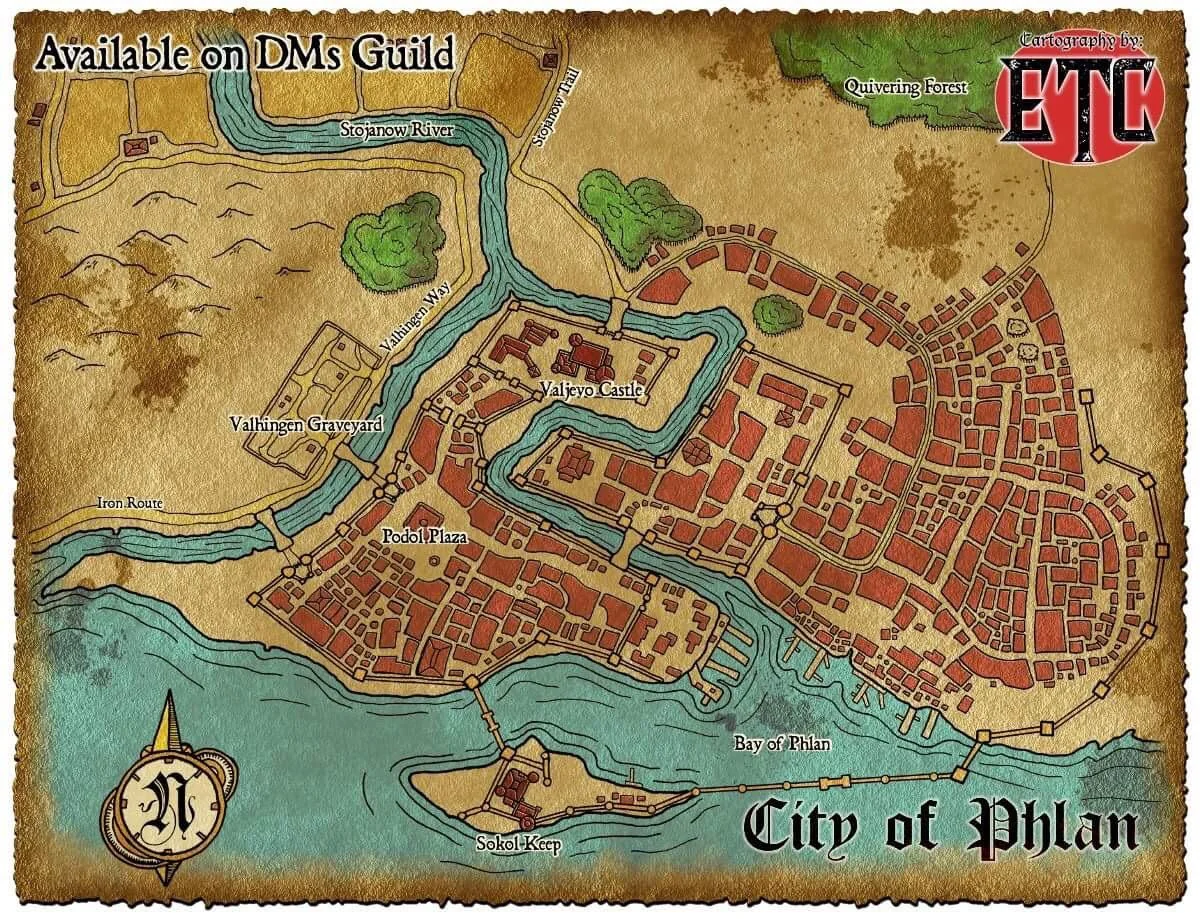 Available on DMs Guild
Cartography by:
ETC
Quivering Forest
Stojanow Trail
Stojanow River
Valhingen Way
Valjevo Castle
Valhingen Graveyard
Iron Route
Podol Plaza
Bay of Phlan
N
Sokol Keep
City of Phlan